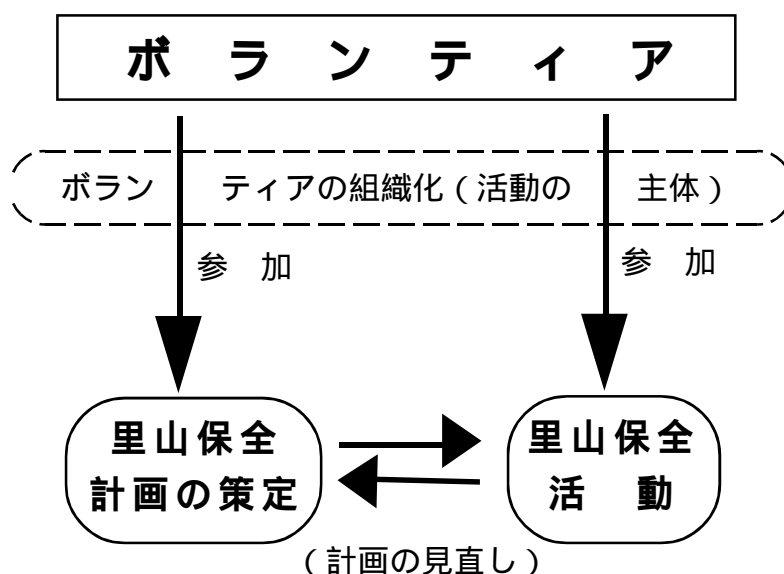 ボランティア
ボランティアの組織化（活動の主体）
参加
参加
里山保全
計画の策定
里山保全
活動
（計画の見直し）